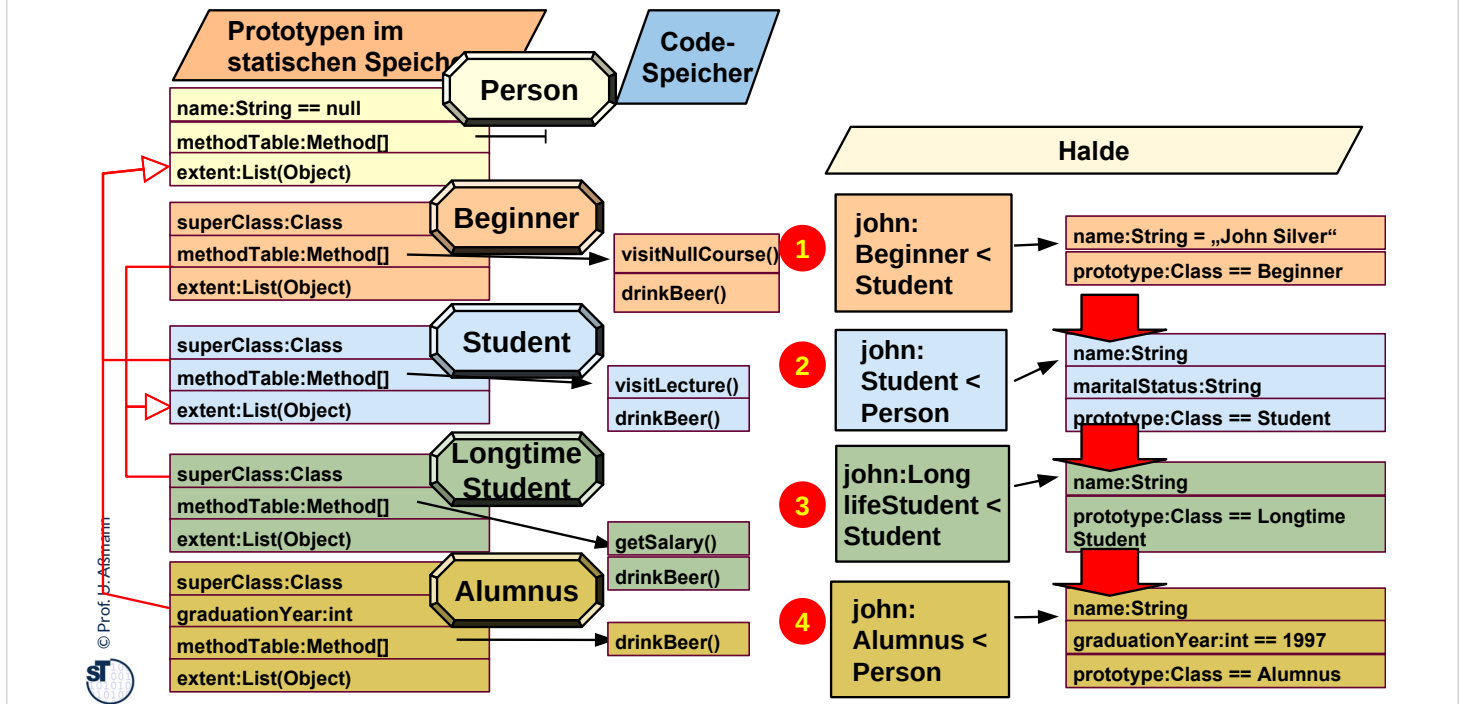 Prototypen im
statischen Speich
Person
Code-
Speicher
name:String == null
methodTable:Method[]
extent:List(Object)
Beginner
superClass:Class
methodTable:Method[]
extent:List(Object)
visitNullCourse()
drinkBeer()
Student
superClass:Class
methodTable:Method[]
extent:List(Object)
visitLecture()
drinkBeer()
Longtime
Student
superClass:Class
methodTable:Method[]
extent:List(Object)
getSalary()
drinkBeer()
Alumnus
superClass:Class
graduationYear:int
methodTable:Method[]
extent:List(Object)
drinkBeer()
Halde
1
john:
Beginner <
Student
name:String = „John Silver“
prototype:Class == Beginner
2
john:
Student <
Person
name:String
maritalStatus:String
prototype:Class == Student
3
john:Long
lifeStudent <
Student
name:String
prototype:Class == Longtime
Student
4
john:
Alumnus <
Person
name:String
graduationYear:int == 1997
prototype:Class == Alumnus
© Prof. U. Aßmann
ST